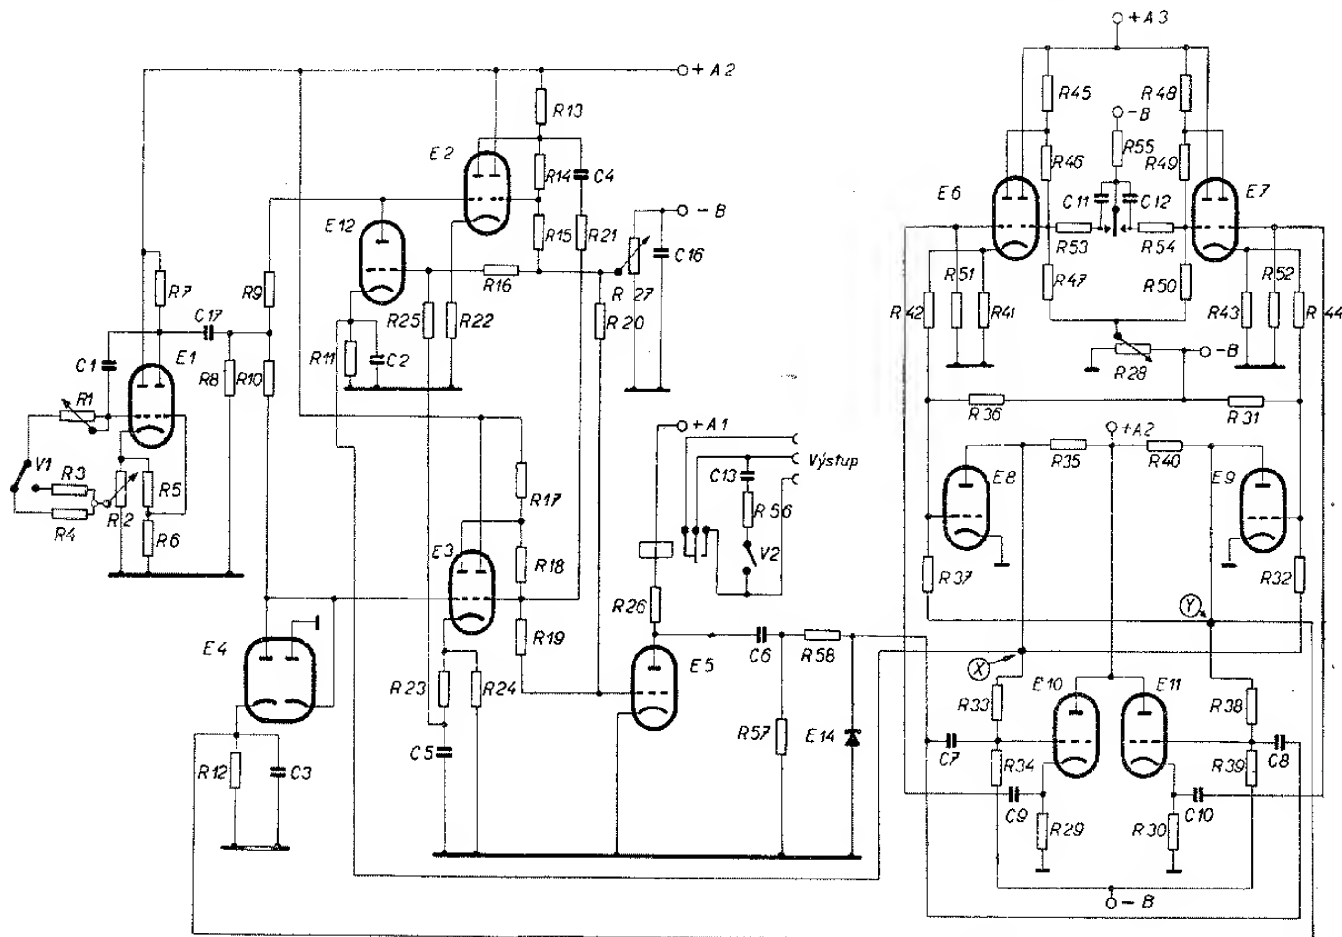 +A3
+A2
R13
R45
R48
-B
R55
E2
R14
C4
R46
R49
E6
C11
C12
E7
-B
E12
R15
R21
C16
R53
R54
R7
R9
R16
R27
R51
R47
R50
R52
C17
R25
R22
R20
R42
R41
R43
R44
C1
E1
R8
R10
R11
C2
R28
-B
R1
R36
R31
+A1
+A2
V1
R3
R5
R35
R40
R4
R2
R6
Výstup
C13
E8
E9
R17
R56
E3
R18
V2
R37
R32
R26
Y
E4
R19
E5
C6
R58
X
R23
R24
R33
E10
E11
R38
R57
E14
R12
C3
C5
C7
R34
R39
C8
C9
C10
R29
R30
-B